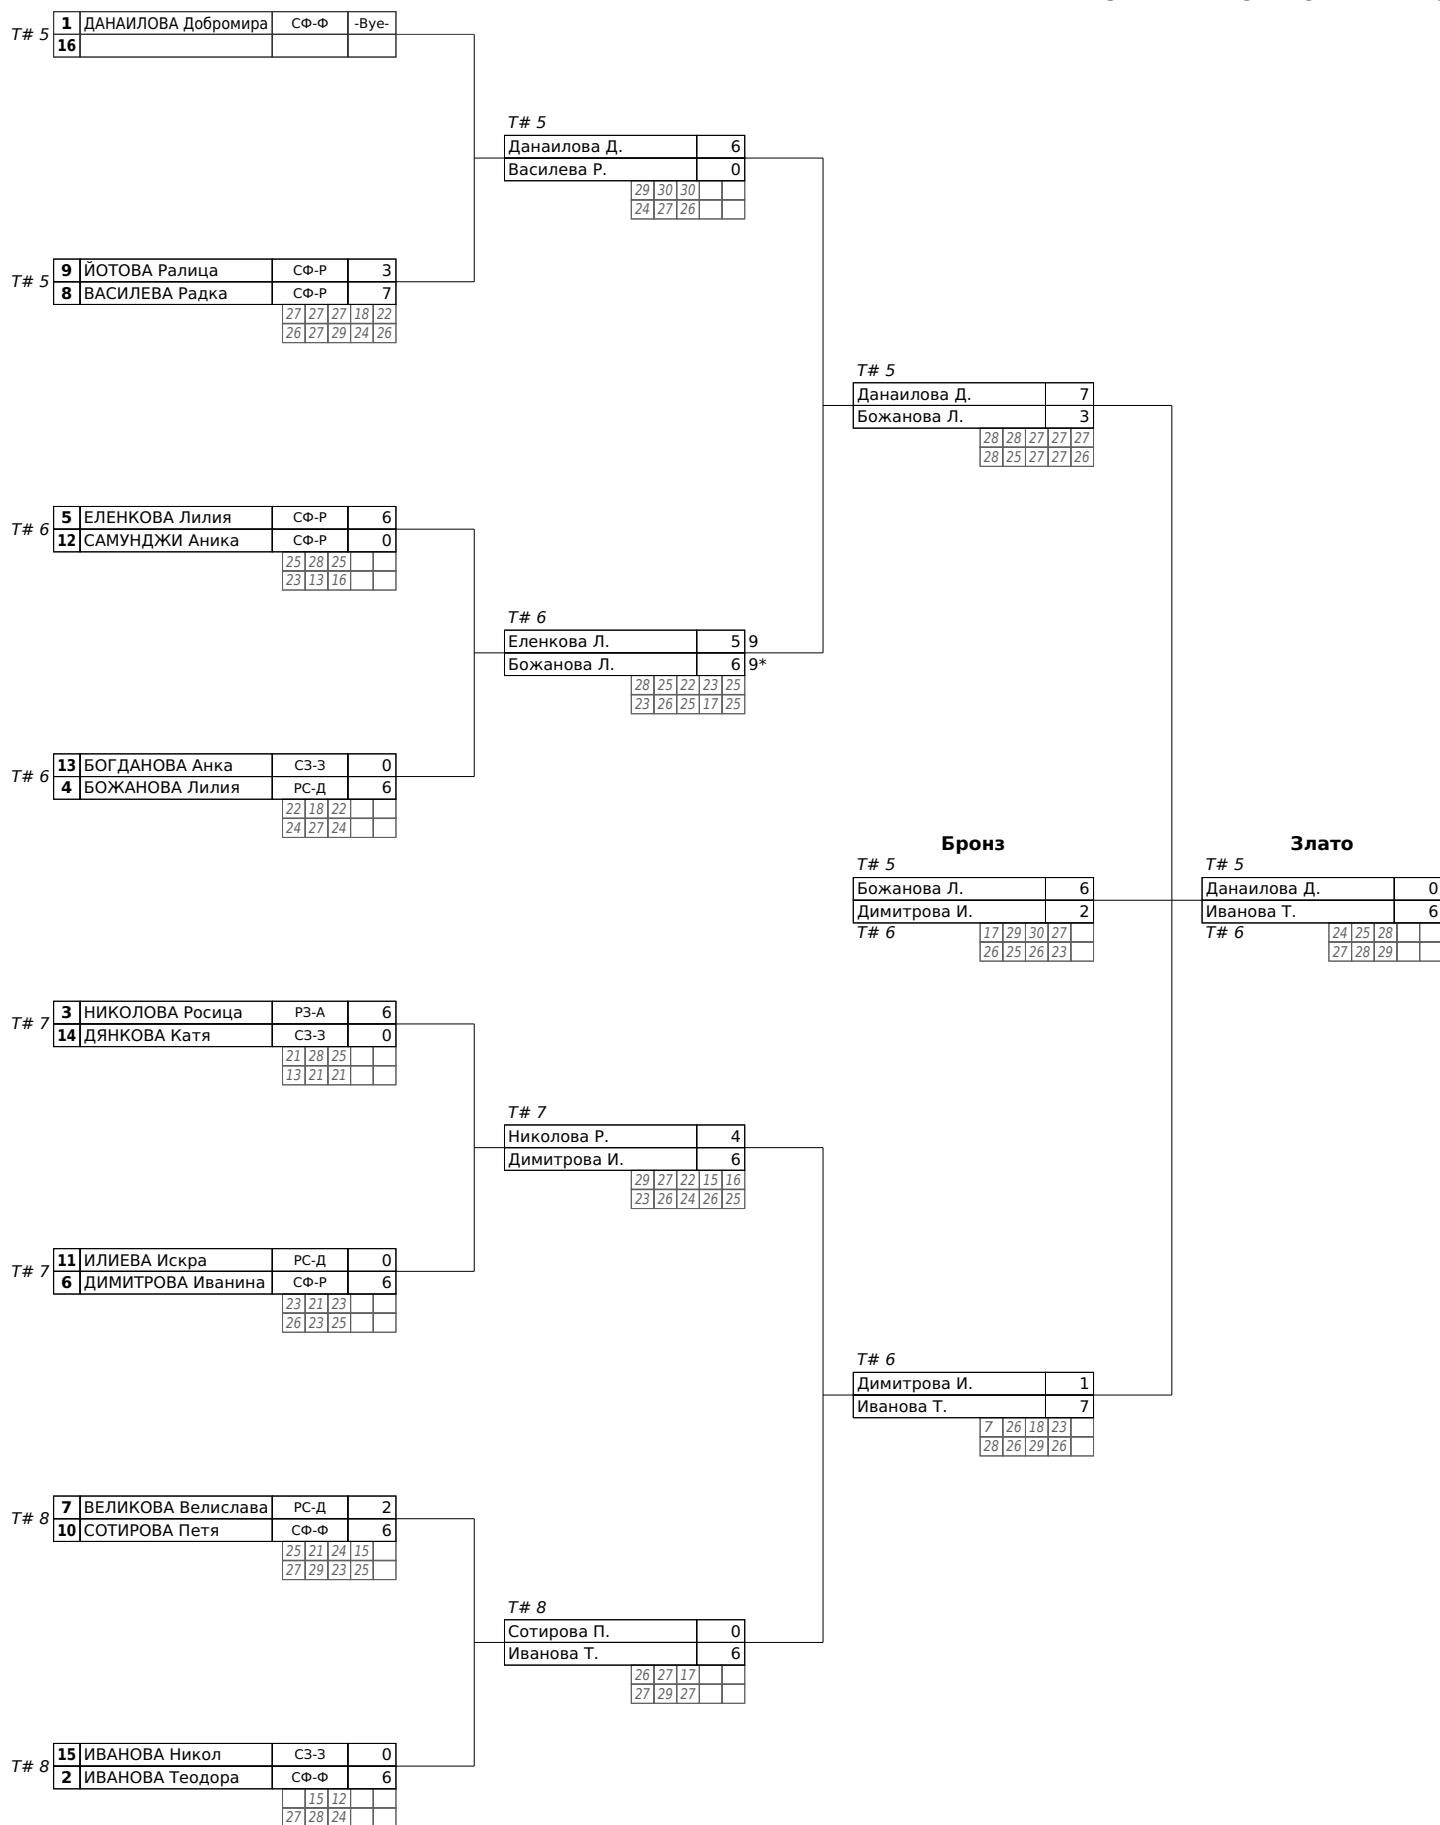 T# 5
1 ДАНАИЛОВА Добромира СФ-Ф -Bye-
16
T# 5
Данаилова Д. 6
Василева Р. 0
29 30 30
24 27 26
T# 5
9 ЙОТОВА Ралица СФ-Р 3
8 ВАСИЛЕВА Радка СФ-Р 7
27 27 27 18 22
26 27 29 24 26
T# 5
Данаилова Д. 7
Божанова Л. 3
28 28 27 27 27
28 25 27 27 26
T# 6
5 ЕЛЕНКОВА Лилия СФ-Р 6
12 САМУНДЖИ Аника СФ-Р 0
25 28 25
23 13 16
T# 6
Еленкова Л. 5 9
Божанова Л. 6 9*
28 25 22 23 25
23 26 25 17 25
T# 6
13 БОГДАНОВА Анка СЗ-З 0
4 БОЖАНОВА Лилия РС-Д 6
22 18 22
24 27 24
Бронз
T# 5
Божанова Л. 6
Димитрова И. 2
T# 6
17 29 30 27
26 25 26 23
Злато
T# 5
Данаилова Д. 0
Иванова Т. 6
T# 6
24 25 28
27 28 29
T# 7
3 НИКОЛОВА Росица РЗ-А 6
14 ДЯНКОВА Катя СЗ-З 0
21 28 25
13 21 21
T# 7
Николова Р. 4
Димитрова И. 6
29 27 22 15 16
23 26 24 26 25
T# 7
11 ИЛИЕВА Искра РС-Д 0
6 ДИМИТРОВА Иванина СФ-Р 6
23 21 23
26 23 25
T# 6
Димитрова И. 1
Иванова Т. 7
7 26 18 23
28 26 29 26
T# 8
7 ВЕЛИКОВА Велислава РС-Д 2
10 СОТИРОВА Петя СФ-Ф 6
25 21 24 15
27 29 23 25
T# 8
Сотирова П. 0
Иванова Т. 6
26 27 17
27 29 27
T# 8
15 ИВАНОВА Никол СЗ-З 0
2 ИВАНОВА Теодора СФ-Ф 6
15 12
27 28 24